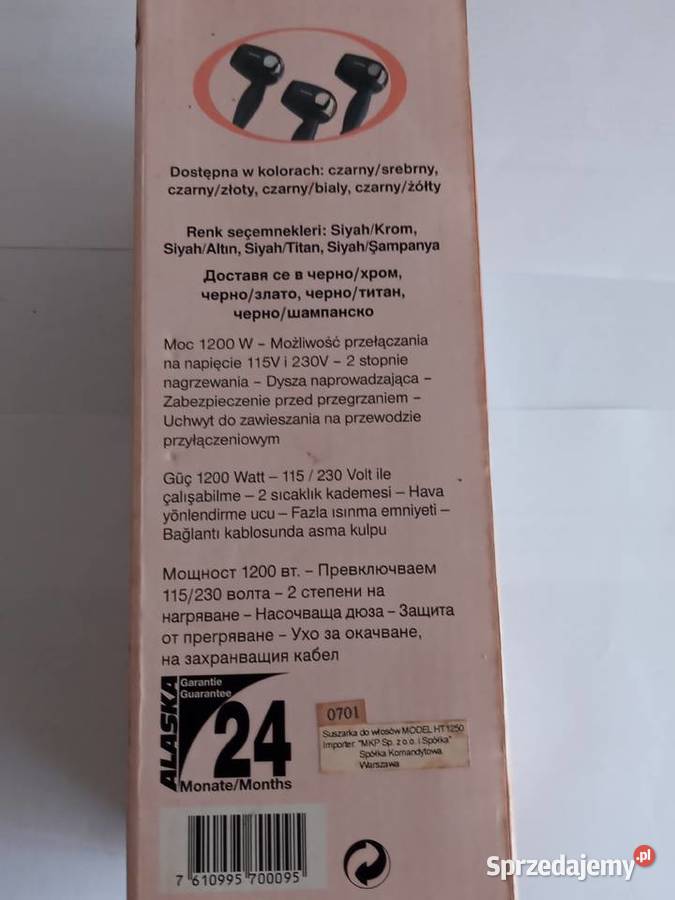 Dostępna w kolorach: czarny/srebrny,
czarny/złoty, czarny/bialy, czarny/żółty
Renk seçemnekleri: Siyah/Krom,
Siyah/Altın, Siyah/Titan, Siyah/Şampanya
Доставя се в черно/хром,
черно/злато, черно/титан,
черно/шампанско
Moc 1200 W – Możliwość przełączania
na napięcie 115V i 230V – 2 stopnie
nagrzewania – Dysza naprowadzająca –
Zabezpieczenie przed przegrzaniem –
Uchwyt do zawieszania na przewodzie
przyłączeniowym
Güç 1200 Watt – 115 / 230 Volt ile
çalışabilme – 2 sıcaklık kademesi – Hava
yönlendirme ucu – Fazla ısınma emniyeti –
Bağlantı kablosunda asma kulpu
Мощност 1200 вт. – Превключваем
115/230 волта – 2 степени на
нагряване – Насочваща дюза – Защита
от прегряване – Ухо за окачване,
на захранващия кабел
ALASKA
Garantie
Guarantee
24
Monate/Months
0701
Suszarka do włosów MODEL HT1250
Importer: "MKP Sp. z o.o. i Spółka"
Spółka Komandytowa
Warszawa
7 610995 700095
Sprzedajemy.pl